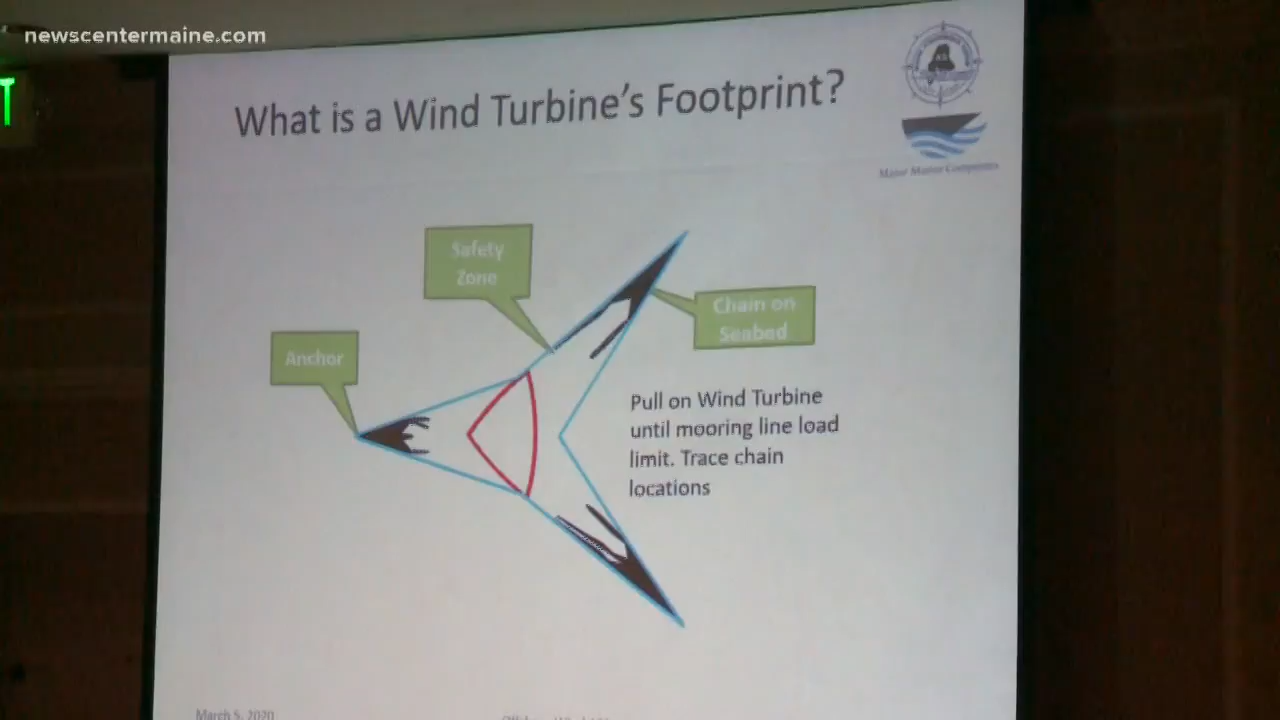 newscentermaine.com
T
What is a Wind Turbine's Footprint?
Safety
Zone
Chain on
Seabed
Anchor
Pull on Wind Turbine
until mooring line load
limit. Trace chain
locations
March 5, 2020